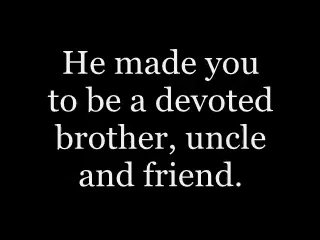 He made you
to be a devoted
brother, uncle
and friend.